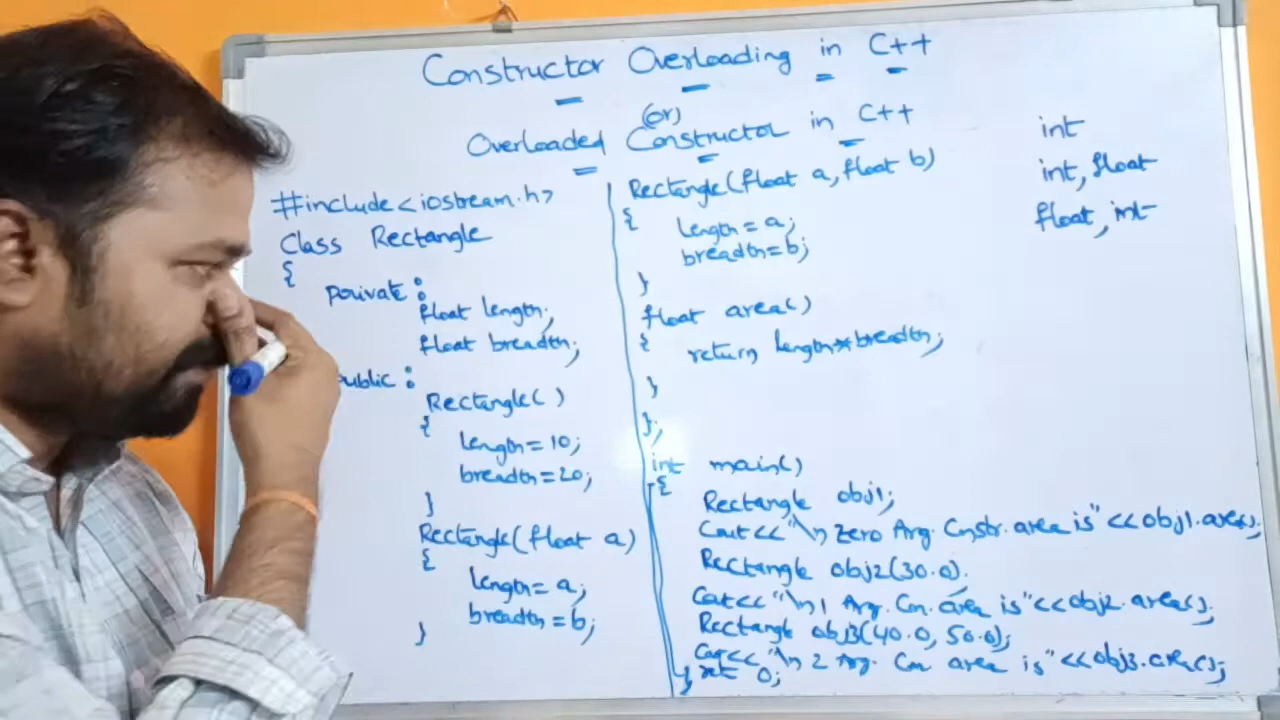 Constructor Overloading in C++
(or)
Overloaded Constructor in C++
#include<iostream.h>
Class Rectangle
{
private:
float length;
float breadth;
public:
Rectangle()
{
length=10;
breadth=20;
}
Rectangle(float a)
{
length=a;
breadth=b;
}
Rectangle(float a, float b)
{
length=a;
breadth=b;
}
float area()
{
return length*breadth;
}
};
int main()
{
Rectangle obj1;
Cout<<"\n Zero Arg. Cnstr. area is"<<obj1.area();
Rectangle obj2(30.0);
Cout<<"\n 1 Arg. Cn. area is"<<obj2.area();
Rectangle obj3(40.0, 50.0);
Cout<<"\n 2 Arg. Cn area is"<<obj3.area();
ret 0;
}
int
int, float
float, int